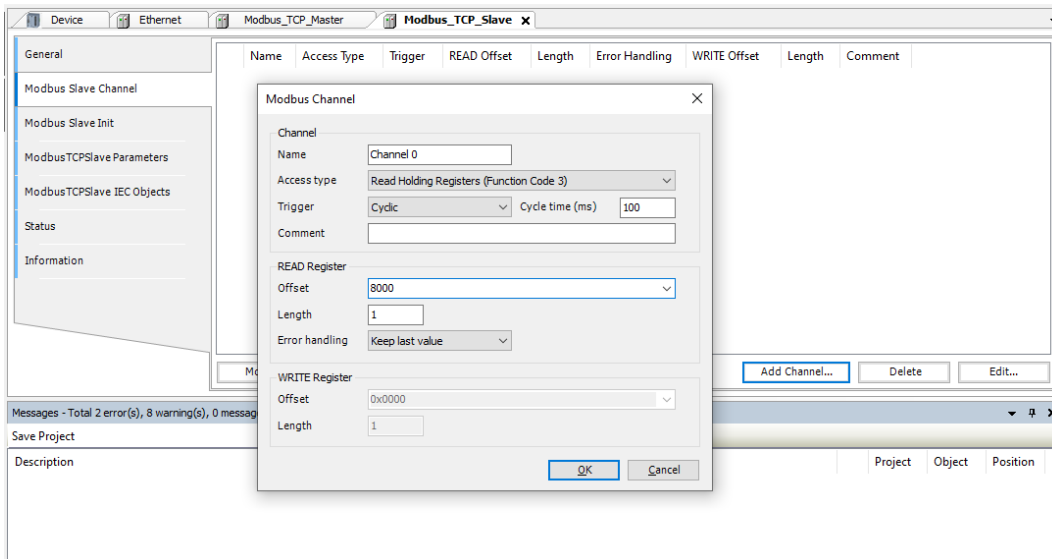 Device Ethernet Modbus_TCP_Master Modbus_TCP_Slave
General
Modbus Slave Channel
Modbus Slave Init
ModbusTCPSlave Parameters
ModbusTCPSlave IEC Objects
Status
Information
Name Access Type Trigger READ Offset Length Error Handling WRITE Offset Length Comment
Modbus Channel
Channel
Name Channel 0
Access type Read Holding Registers (Function Code 3)
Trigger Cyclic Cycle time (ms) 100
Comment
READ Register
Offset 8000
Length 1
Error handling Keep last value
WRITE Register
Offset 0x0000
Length 1
OK Cancel
Add Channel... Delete Edit...
Messages - Total 2 error(s), 8 warning(s), 0
Save Project
Description Project Object Position